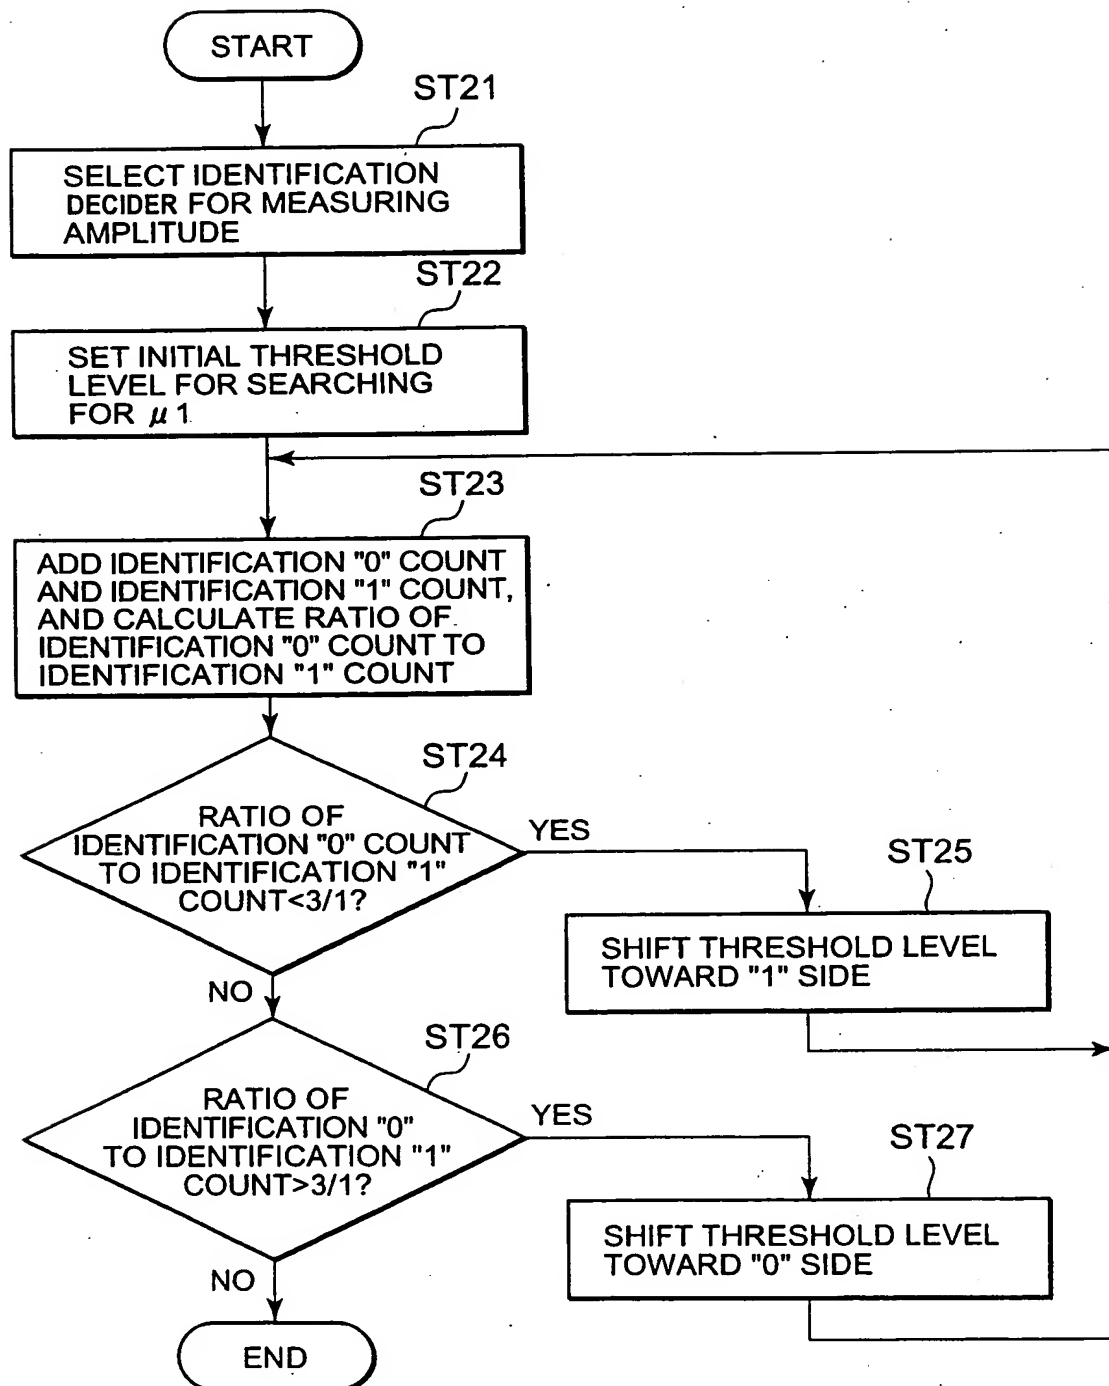 START
ST21
SELECT IDENTIFICATION
DECIDER FOR MEASURING
AMPLITUDE
ST22
SET INITIAL THRESHOLD
LEVEL FOR SEARCHING
FOR μ 1
ST23
ADD IDENTIFICATION "0" COUNT
AND IDENTIFICATION "1" COUNT,
AND CALCULATE RATIO OF
IDENTIFICATION "0" COUNT TO
IDENTIFICATION "1" COUNT
ST24
RATIO OF
IDENTIFICATION "0" COUNT
TO IDENTIFICATION "1"
COUNT<3/1?
YES
ST25
SHIFT THRESHOLD LEVEL
TOWARD "1" SIDE
NO
ST26
RATIO OF
IDENTIFICATION "0"
TO IDENTIFICATION "1"
COUNT>3/1?
YES
ST27
SHIFT THRESHOLD LEVEL
TOWARD "0" SIDE
NO
END